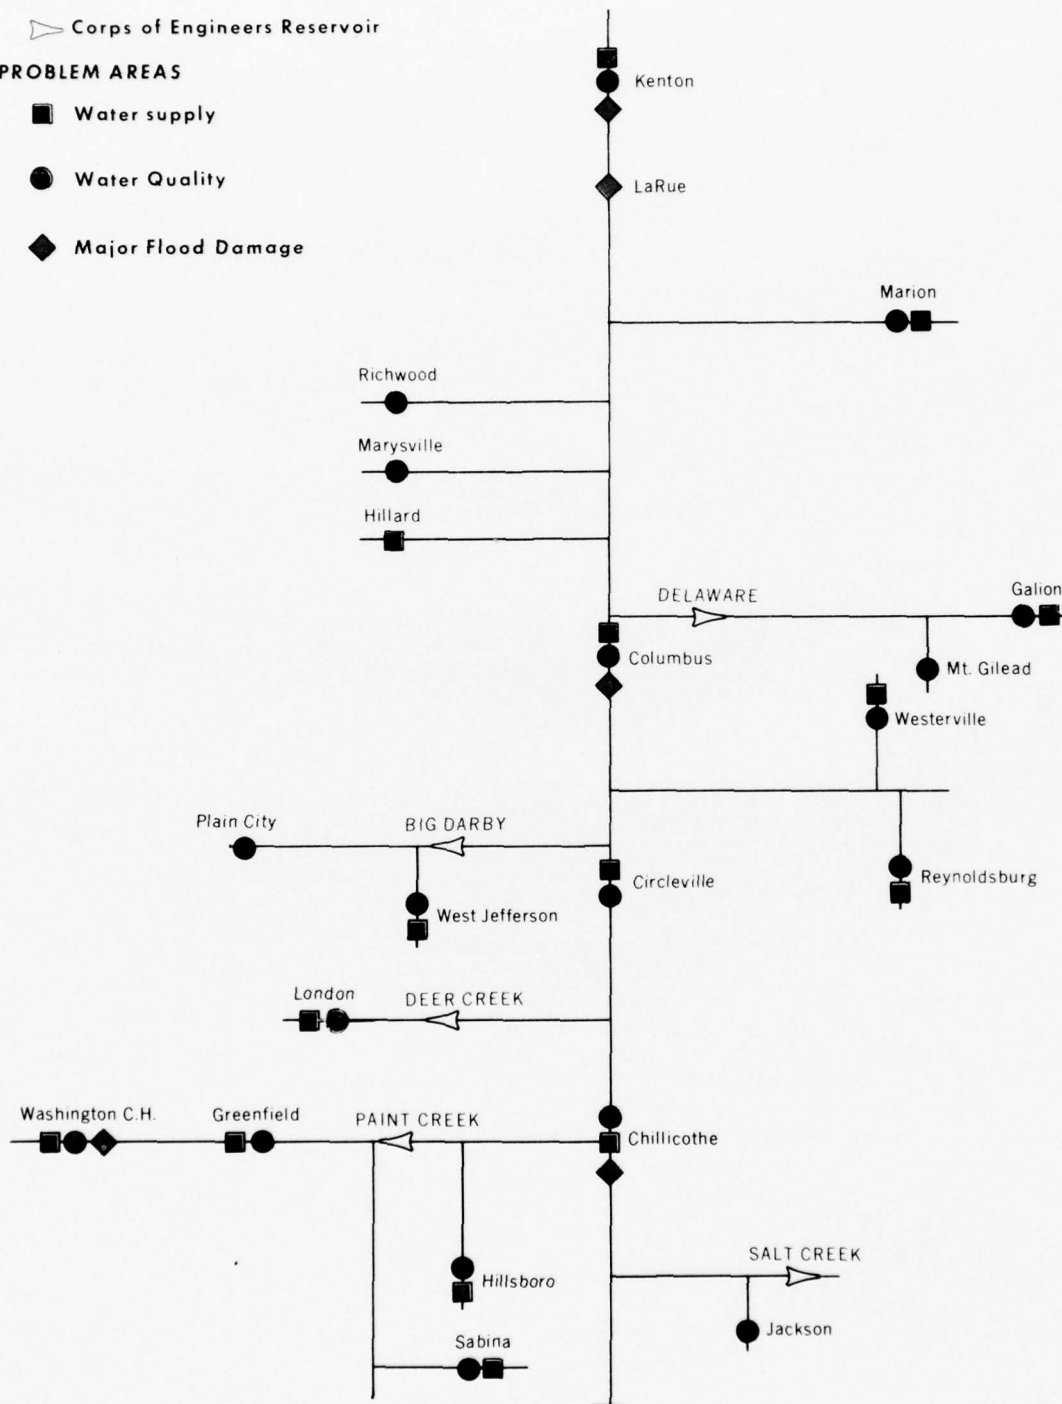 Corps of Engineers Reservoir
PROBLEM AREAS
Water supply
Water Quality
Major Flood Damage
Kenton
LaRue
Marion
Richwood
Marysville
Hillard
DELAWARE
Galion
Columbus
Mt. Gilead
Westerville
Plain City
BIG DARBY
Circleville
Reynoldsburg
West Jefferson
London
DEER CREEK
Washington C.H.
Greenfield
PAINT CREEK
Chillicothe
SALT CREEK
Hillsboro
Jackson
Sabina